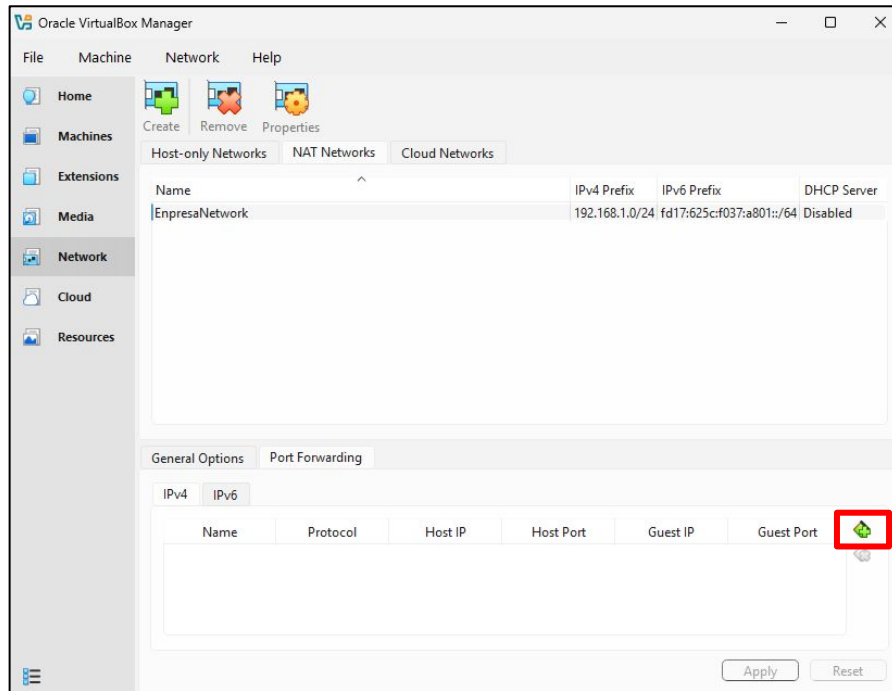 Oracle VirtualBox Manager
File Machine Network Help
Home
Machines
Extensions
Media
Network
Cloud
Resources
Create Remove Properties
Host-only Networks NAT Networks Cloud Networks
Name IPv4 Prefix IPv6 Prefix DHCP Server
EnpresaNetwork 192.168.1.0/24 fd17:625c:f037:a801::/64 Disabled
General Options Port Forwarding
IPv4 IPv6
Name Protocol Host IP Host Port Guest IP Guest Port
Apply Reset